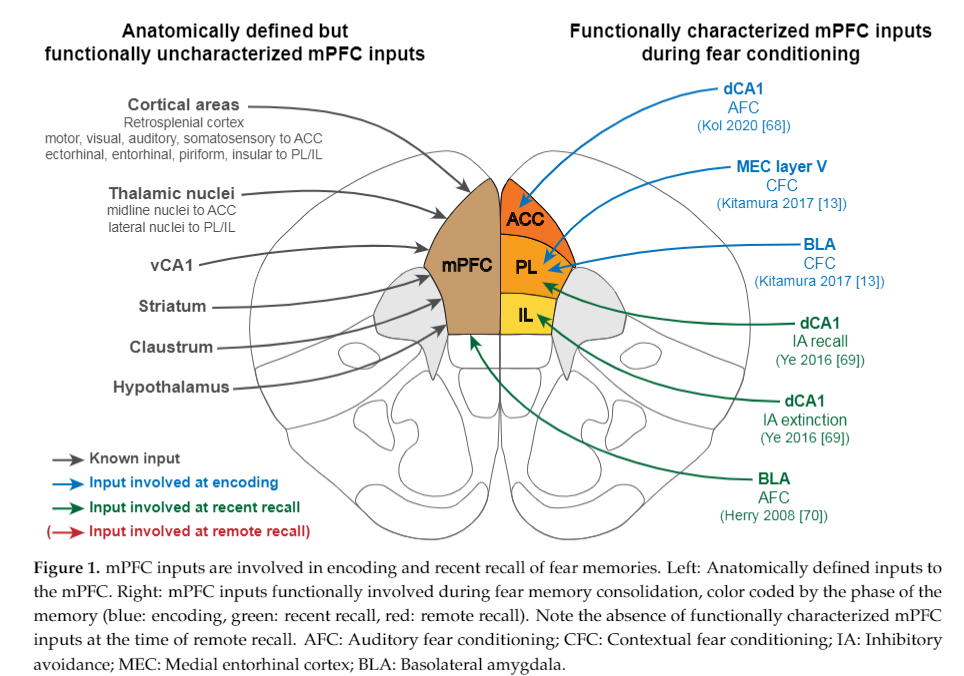 Anatomically defined but
functionally uncharacterized mPFC inputs
Functionally characterized mPFC inputs
during fear conditioning
Cortical areas
Retrosplenial cortex
motor, visual, auditory, somatosensory to ACC
ectorhinal, entorhinal, piriform, insular to PL/IL
Thalamic nuclei
midline nuclei to ACC
lateral nuclei to PL/IL
vCA1
Striatum
Claustrum
Hypothalamus
mPFC
ACC
PL
IL
dCA1
AFC
(Kol 2020 [68])
MEC layer V
CFC
(Kitamura 2017 [13])
BLA
CFC
(Kitamura 2017 [13])
dCA1
IA recall
(Ye 2016 [69])
dCA1
IA extinction
(Ye 2016 [69])
BLA
AFC
(Herry 2008 [70])
Known input
Input involved at encoding
Input involved at recent recall
(→ Input involved at remote recall)
Figure 1. mPFC inputs are involved in encoding and recent recall of fear memories. Left: Anatomically defined inputs to
the mPFC. Right: mPFC inputs functionally involved during fear memory consolidation, color coded by the phase of the
memory (blue: encoding, green: recent recall, red: remote recall). Note the absence of functionally characterized mPFC
inputs at the time of remote recall. AFC: Auditory fear conditioning; CFC: Contextual fear conditioning; IA: Inhibitory
avoidance; MEC: Medial entorhinal cortex; BLA: Basolateral amygdala.